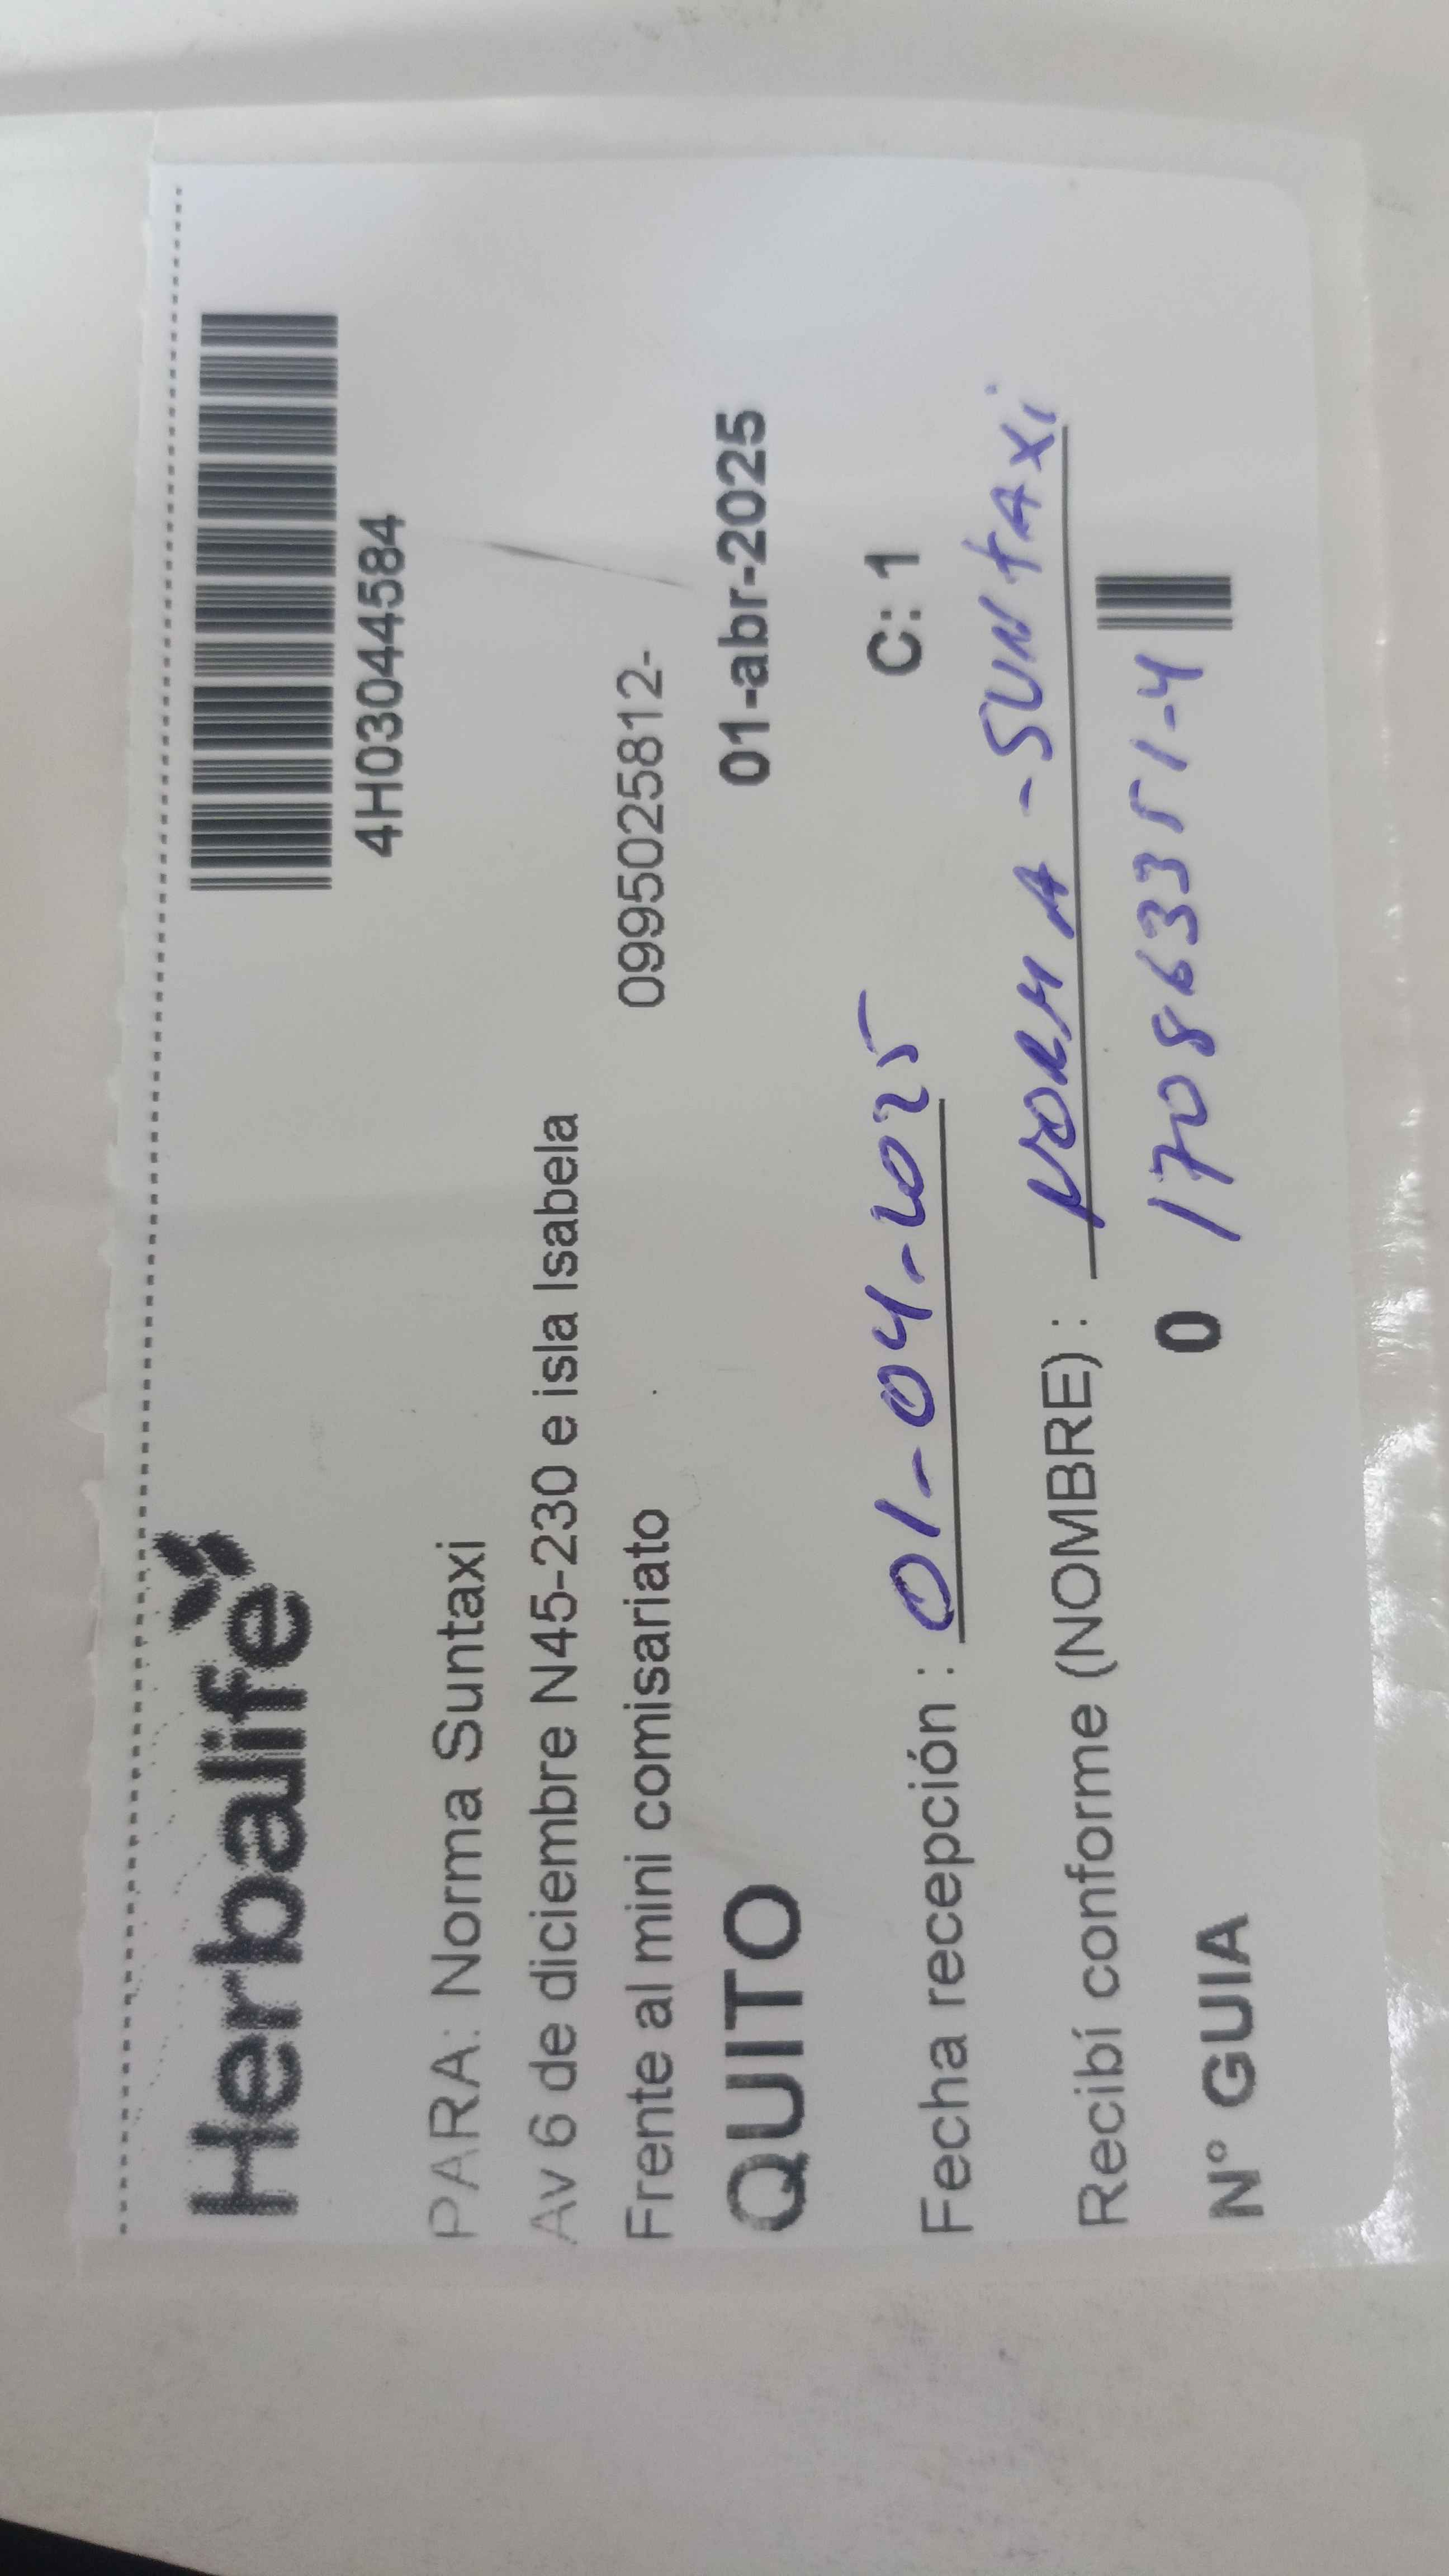 Herbalife
4H03044584
PARA: Norma Suntaxi
Av 6 de diciembre N45-230 e isla Isabela
Frente al mini comisariato 0995025812-
QUITO 01-abr-2025
Fecha recepción : 01-04-2025 C: 1
Recibí conforme (NOMBRE) : NORMA - SUNtAxi
N° GUIA 0 170863351-4